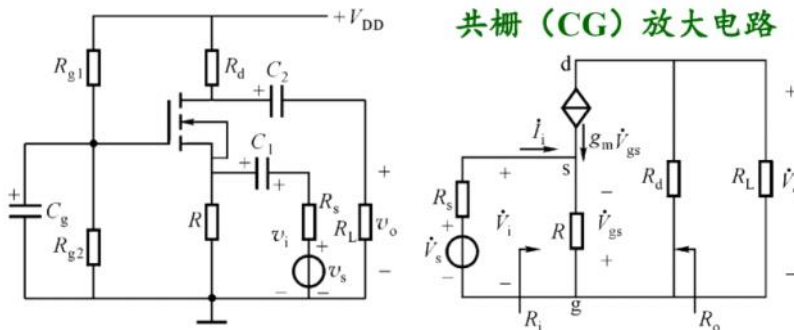 共栅（CG）放大电路
+V_DD
R_g1
R_d
C_2
+
C_1
+
+
+
C_g
R_g2
R
R_s
v_i
+
v_s
−
−
R_L
+
v_o
−
d
İ_i
g_m V̇_gs
s
+
−
R_s
+
V̇_s
−
V̇_i
−
R
V̇_gs
+
R_d
R_L
+
−
g
R_i
R_o